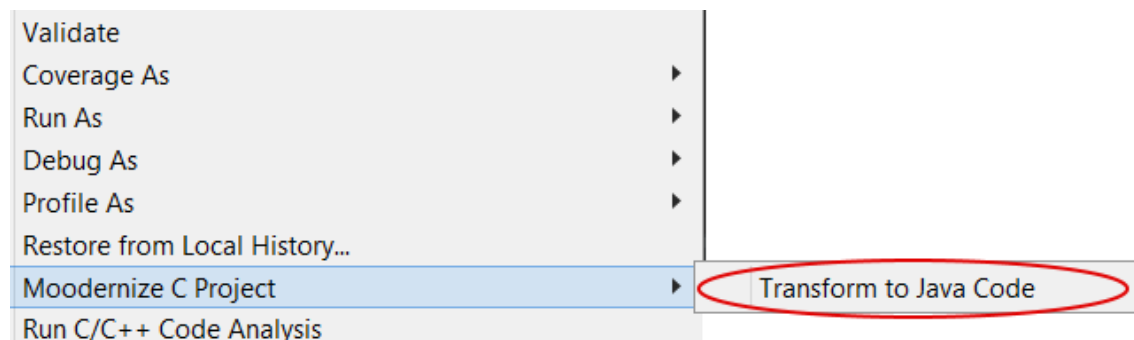 Validate
Coverage As
Run As
Debug As
Profile As
Restore from Local History...
Moodernize C Project
Transform to Java Code
Run C/C++ Code Analysis